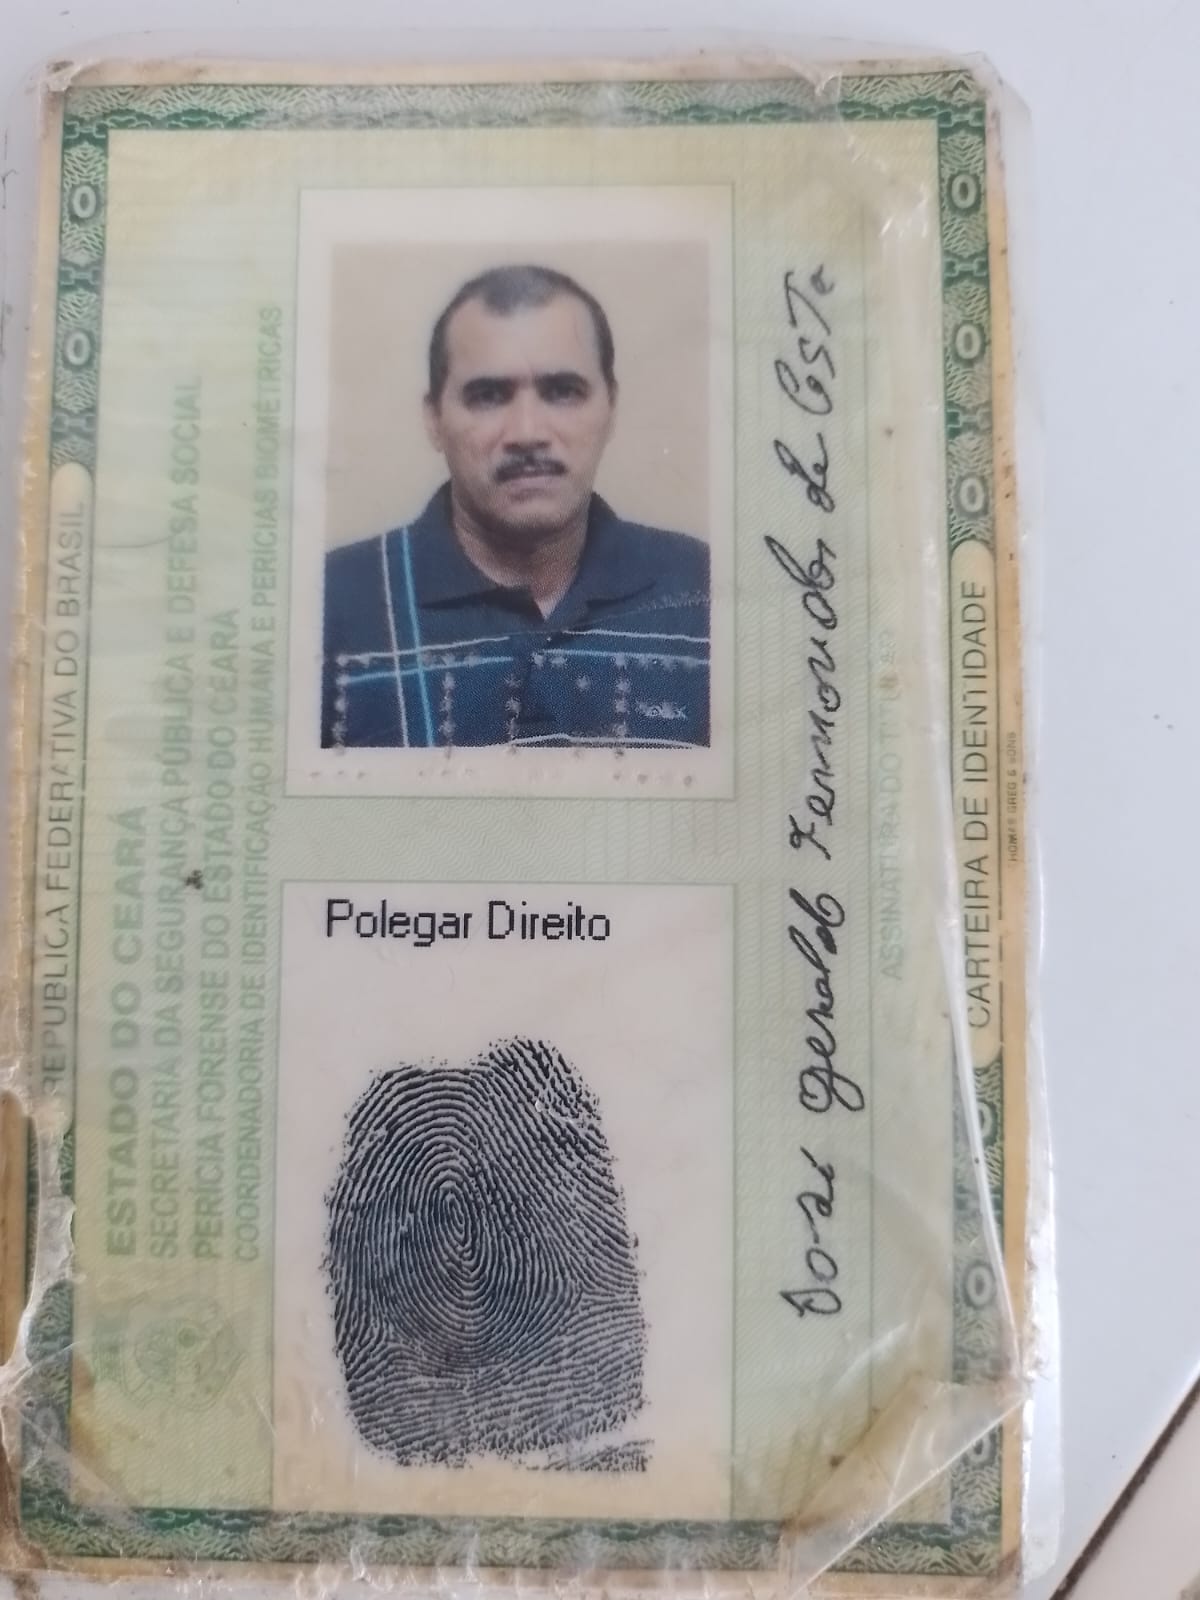 REPÚBLICA FEDERATIVA DO BRASIL
ESTADO DO CEARÁ
SECRETARIA DA SEGURANÇA PÚBLICA E DEFESA SOCIAL
PERÍCIA FORENSE DO ESTADO DO CEARÁ
COORDENADORIA DE IDENTIFICAÇÃO HUMANA E PERÍCIAS BIOMÉTRICAS
Polegar Direito
José Geraldo Fernandes da Costa
ASSINATURA DO TITULAR
CARTEIRA DE IDENTIDADE
THOMAS GREG & SONS